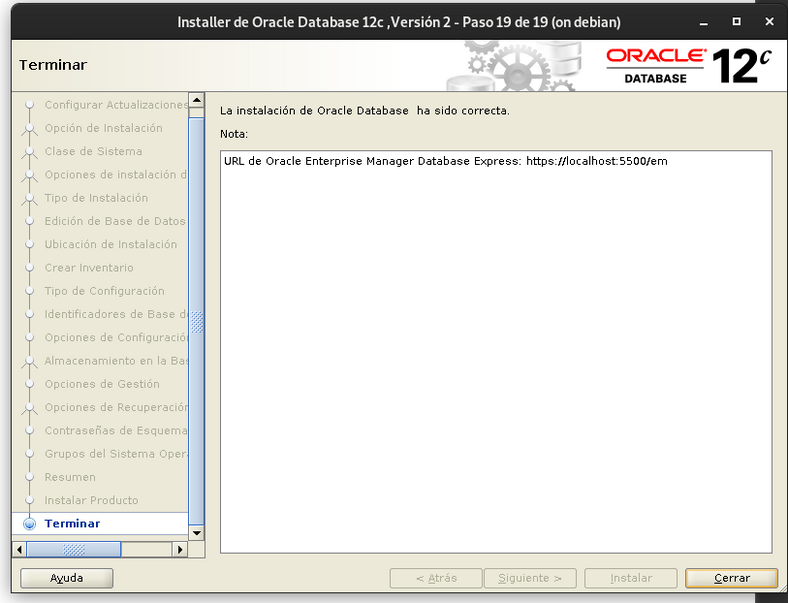 Installer de Oracle Database 12c ,Versión 2 - Paso 19 de 19 (on debian)
Terminar
ORACLE
DATABASE
12c
Configurar Actualizaciones
Opción de Instalación
Clase de Sistema
Opciones de instalación d
Tipo de Instalación
Edición de Base de Datos
Ubicación de Instalación
Crear Inventario
Tipo de Configuración
Identificadores de Base de
Opciones de Configuración
Almacenamiento en la Bas
Opciones de Gestión
Opciones de Recuperación
Contraseñas de Esquema
Grupos del Sistema Oper
Resumen
Instalar Producto
Terminar
La instalación de Oracle Database ha sido correcta.
Nota:
URL de Oracle Enterprise Manager Database Express: https://localhost:5500/em
Ayuda
< Atrás
Siguiente >
Instalar
Cerrar